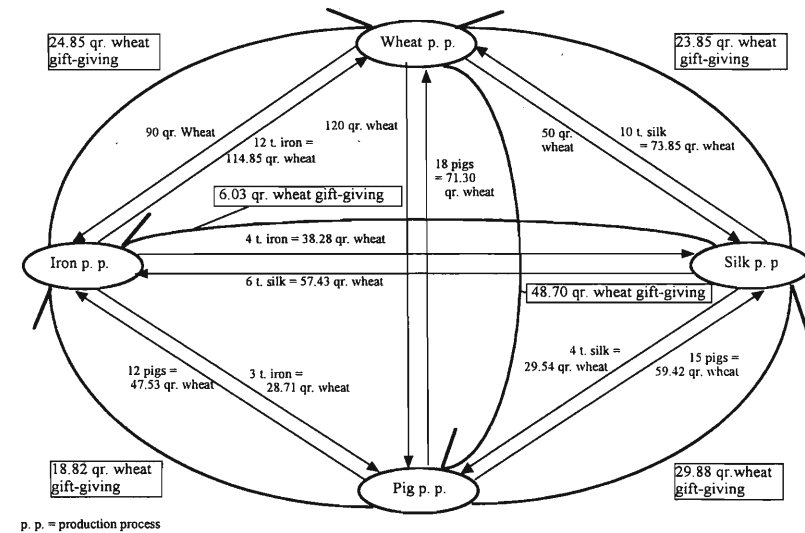 24.85 qr. wheat
gift-giving
Wheat p. p.
23.85 qr. wheat
gift-giving
90 qr. Wheat
12 t. iron =
114.85 qr. wheat
120 qr. wheat
18 pigs
= 71.30
qr. wheat
50 qr.
wheat
10 t. silk
= 73.85 qr. wheat
6.03 qr. wheat gift-giving
Iron p. p.
4 t. iron = 38.28 qr. wheat
Silk p. p
6 t. silk = 57.43 qr. wheat
48.70 qr. wheat gift-giving
12 pigs =
47.53 qr. wheat
3 t. iron =
28.71 qr. wheat
4 t. silk =
29.54 qr. wheat
15 pigs =
59.42 qr. wheat
18.82 qr. wheat
gift-giving
Pig p. p.
29.88 qr.wheat
gift-giving
p. p. = production process